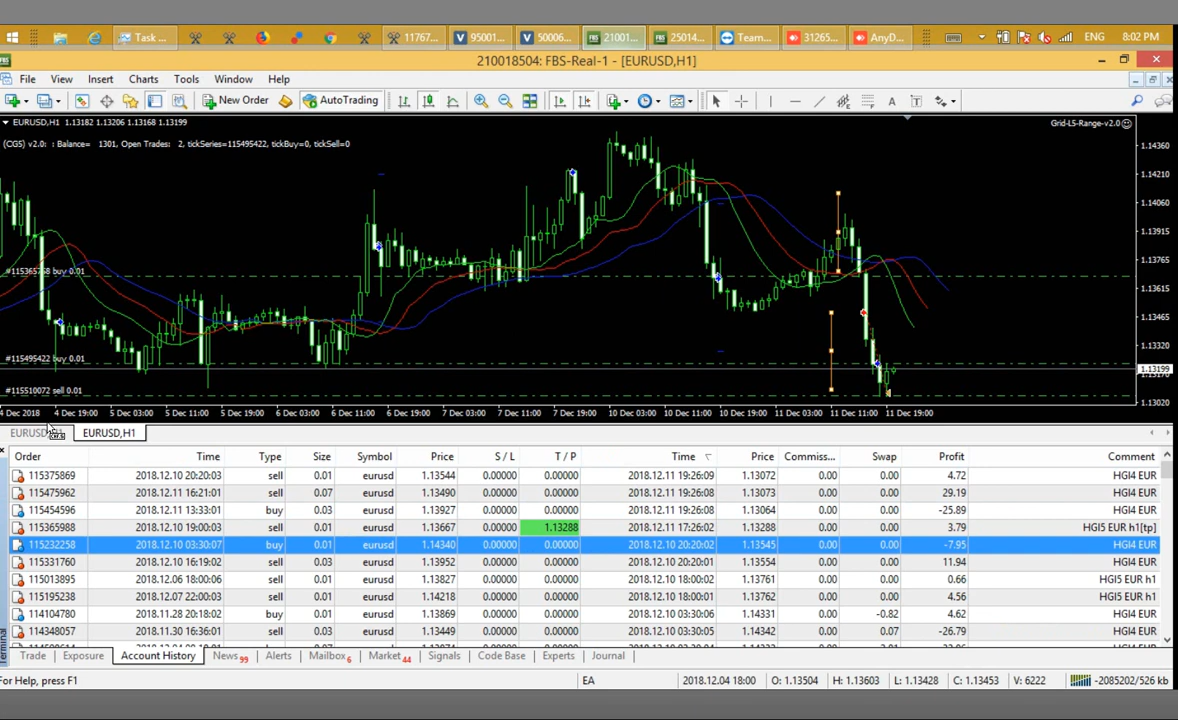 Task ...
11767...
95001...
50006...
21001...
25014...
Team...
31265...
AnyD...
ENG 8:02 PM
210018504: FBS-Real-1 - [EURUSD,H1]
File View Insert Charts Tools Window Help
New Order AutoTrading
EURUSD,H1 1.13182 1.13206 1.13168 1.13199
Grid-L5-Range-v2.0
(CG5) v2.0: : Balance= 1301, Open Trades: 2, tickSeries=115495422, tickBuy=0, tickSell=0
1.14360
1.14210
1.14060
1.13915
1.13765
1.13615
1.13465
1.13320
1.13199
1.13020
buy 0.01
#115495422 buy 0.01
#115510072 sell 0.01
4 Dec 2018 4 Dec 19:00 5 Dec 03:00 5 Dec 11:00 5 Dec 19:00 6 Dec 03:00 6 Dec 11:00 6 Dec 19:00 7 Dec 03:00 7 Dec 11:00 7 Dec 19:00 10 Dec 03:00 10 Dec 11:00 10 Dec 19:00 11 Dec 03:00 11 Dec 11:00 11 Dec 19:00
EURUSD,H1
Order Time Type Size Symbol Price S / L T / P Time Price Commiss... Swap Profit Comment
115375869 2018.12.10 20:20:03 sell 0.01 eurusd 1.13544 0.00000 0.00000 2018.12.11 19:26:09 1.13072 0.00 0.00 4.72 HGI4 EUR
115475962 2018.12.11 16:21:01 sell 0.07 eurusd 1.13490 0.00000 0.00000 2018.12.11 19:26:08 1.13073 0.00 0.00 29.19 HGI4 EUR
115454596 2018.12.11 13:33:01 buy 0.03 eurusd 1.13927 0.00000 0.00000 2018.12.11 19:26:08 1.13064 0.00 0.00 -25.89 HGI4 EUR
115365988 2018.12.10 19:00:03 sell 0.01 eurusd 1.13667 0.00000 1.13288 2018.12.11 17:26:02 1.13288 0.00 0.00 3.79 HGI5 EUR h1[tp]
115232258 2018.12.10 03:30:07 buy 0.01 eurusd 1.14340 0.00000 0.00000 2018.12.10 20:20:02 1.13545 0.00 0.00 -7.95 HGI4 EUR
115331760 2018.12.10 16:19:02 sell 0.03 eurusd 1.13952 0.00000 0.00000 2018.12.10 20:20:02 1.13554 0.00 0.00 11.94 HGI4 EUR
115013895 2018.12.06 18:00:06 sell 0.01 eurusd 1.13827 0.00000 0.00000 2018.12.10 18:00:02 1.13761 0.00 0.00 0.66 HGI5 EUR h1
115195238 2018.12.07 22:00:03 sell 0.01 eurusd 1.14218 0.00000 0.00000 2018.12.10 18:00:01 1.13762 0.00 0.00 4.56 HGI5 EUR h1
114104780 2018.11.28 20:18:02 buy 0.01 eurusd 1.13869 0.00000 0.00000 2018.12.10 03:30:06 1.14331 0.00 -0.82 4.62 HGI4 EUR
114348057 2018.11.30 16:36:01 sell 0.03 eurusd 1.13449 0.00000 0.00000 2018.12.10 03:30:05 1.14342 0.00 0.07 -26.79 HGI4 EUR
Terminal
Trade Exposure Account History News 99 Alerts Mailbox 6 Market 44 Signals Code Base Experts Journal
For Help, press F1 EA 2018.12.04 18:00 O: 1.13504 H: 1.13603 L: 1.13428 C: 1.13453 V: 6222 -2085202/526 kb